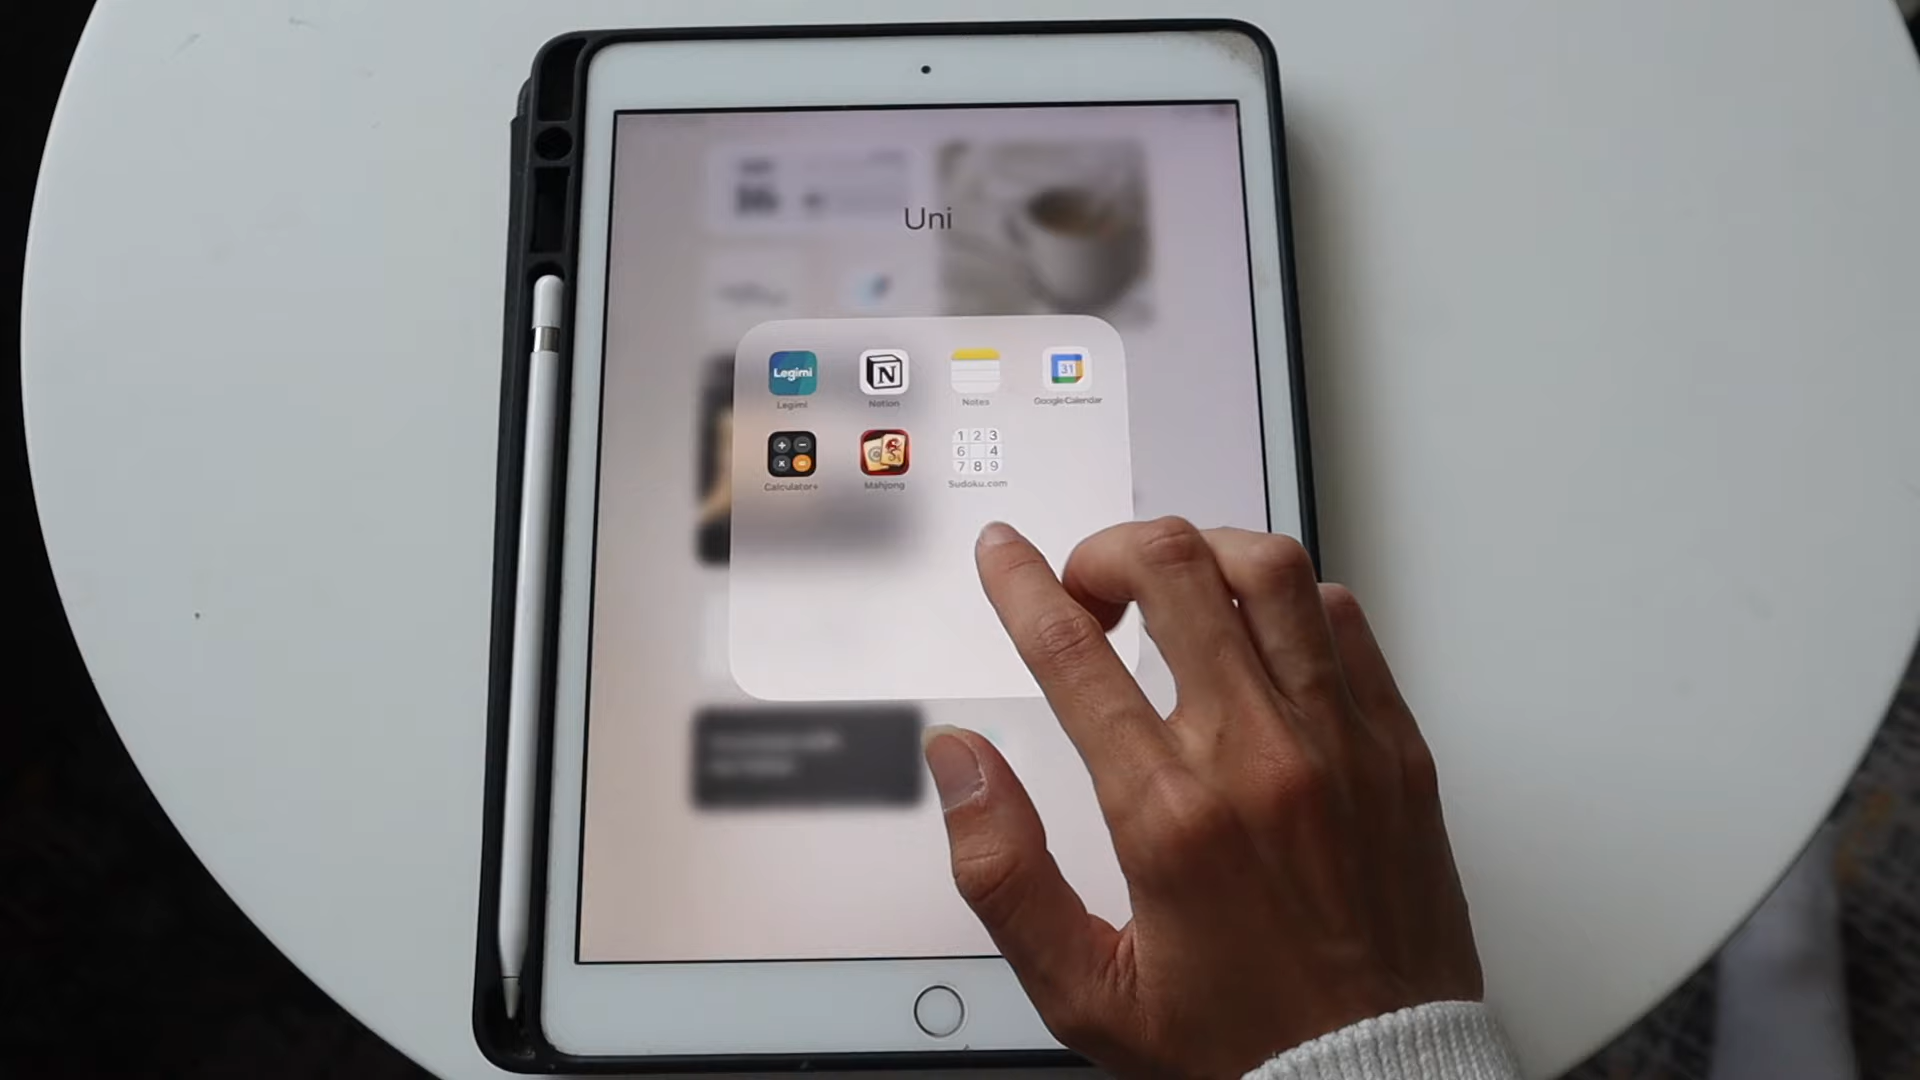 Uni
Legimi
N
31
Legimi
Notion
Notes
Google Calendar
1 2 3
6 4
7 8 9
Calculator+
Mahjong
Sudoku.com